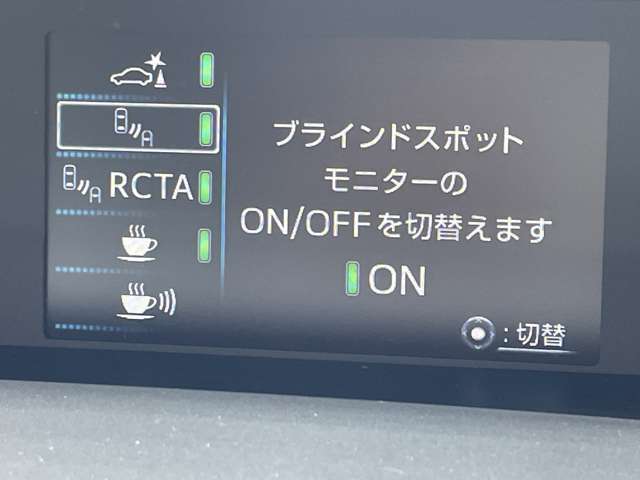 RCTA
ブラインドスポット
モニターの
ON/OFFを切替えます
ON
:切替